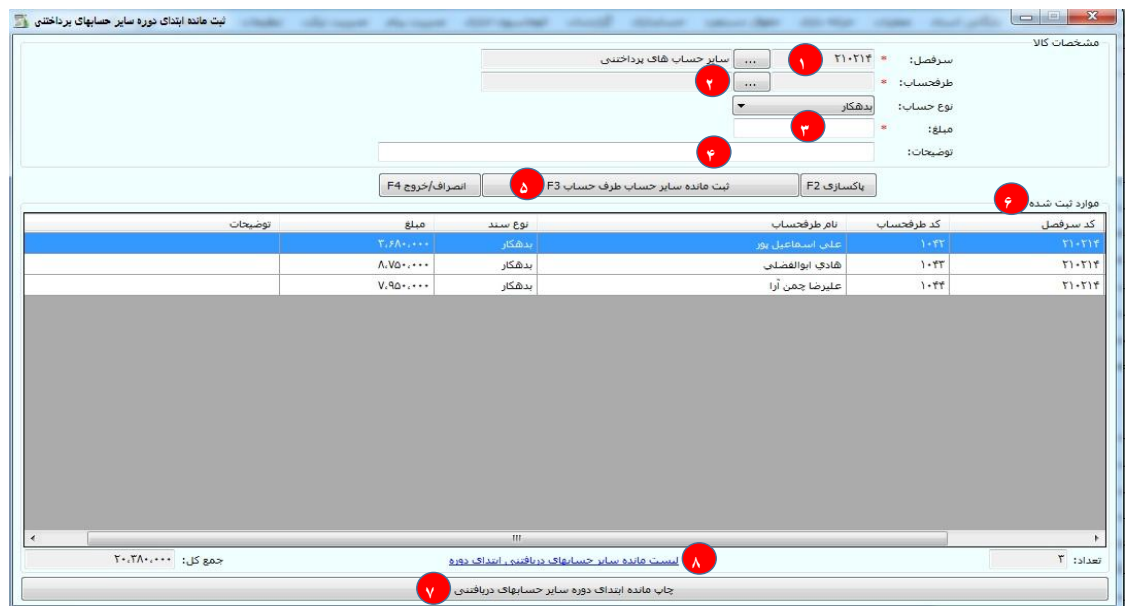 ثبت مانده ابتدای دوره سایر حسابهای پرداختنی
مشخصات کالا
سرفصل: * ۲۱۰۲۱۴ ۱ ... سایر حساب های پرداختنی
طرفحساب: * ... ۲
نوع حساب: بدهکار
مبلغ: * ۳
توضیحات: ۴
پاکسازی F2 ثبت مانده سایر حساب طرف حساب F3 ۵ انصراف/خروج F4
موارد ثبت شده ۶
کد سرفصل کد طرفحساب نام طرفحساب نوع سند مبلغ توضیحات
۲۱۰۲۱۴ ۱۰۴۲ علی اسماعیل پور بدهکار ۳،۶۸۰،۰۰۰
۲۱۰۲۱۴ ۱۰۴۳ هادي ابوالفضلی بدهکار ۸،۷۵۰،۰۰۰
۲۱۰۲۱۴ ۱۰۴۴ علیرضا چمن آرا بدهکار ۷،۹۵۰،۰۰۰
تعداد: ۳ ۸ لیست مانده سایر حسابهای دریافتنی ابتدای دوره جمع کل: ۲۰،۳۸۰،۰۰۰
چاپ مانده ابتدای دوره سایر حسابهای دریافتنی ۷